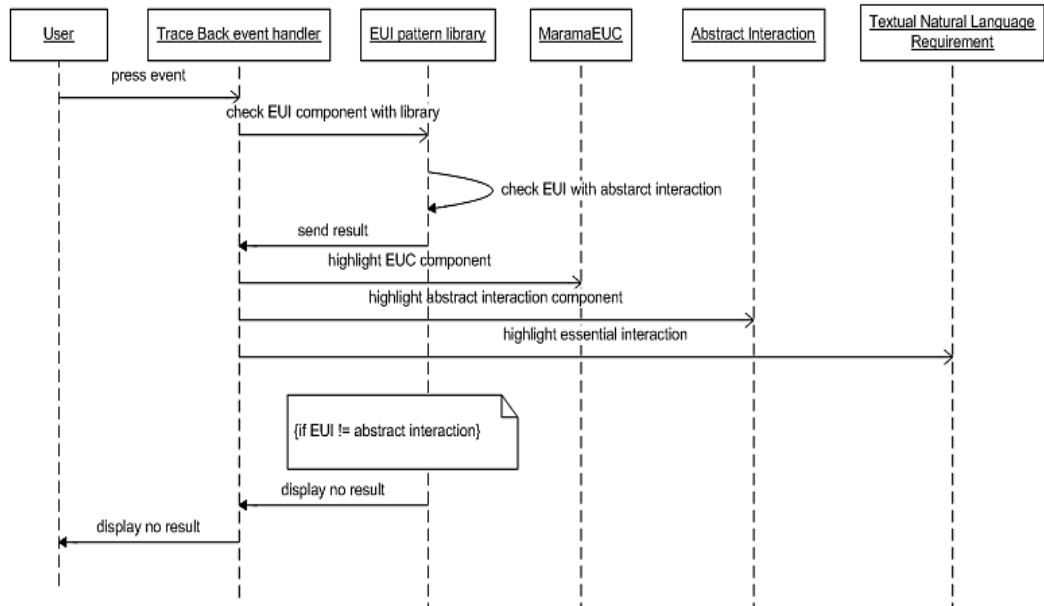 User
Trace Back event handler
EUI pattern library
MaramaEUC
Abstract Interaction
Textual Natural Language
Requirement
press event
check EUI component with library
check EUI with abstarct interaction
send result
highlight EUC component
highlight abstract interaction component
highlight essential interaction
{if EUI != abstract interaction}
display no result
display no result